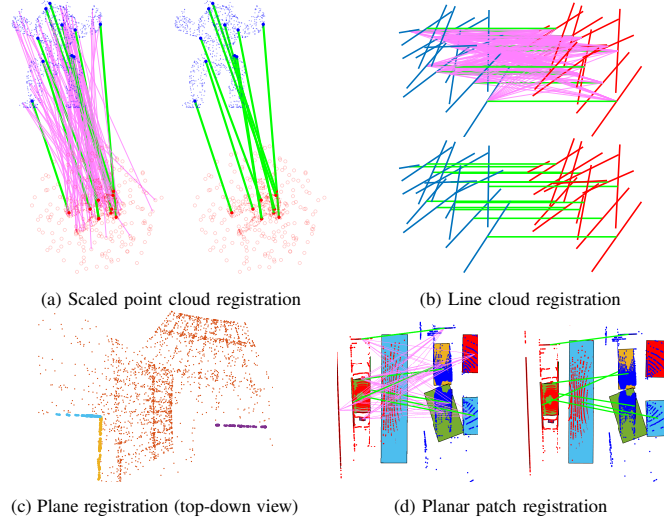 (a) Scaled point cloud registration
(b) Line cloud registration
(c) Plane registration (top-down view)
(d) Planar patch registration